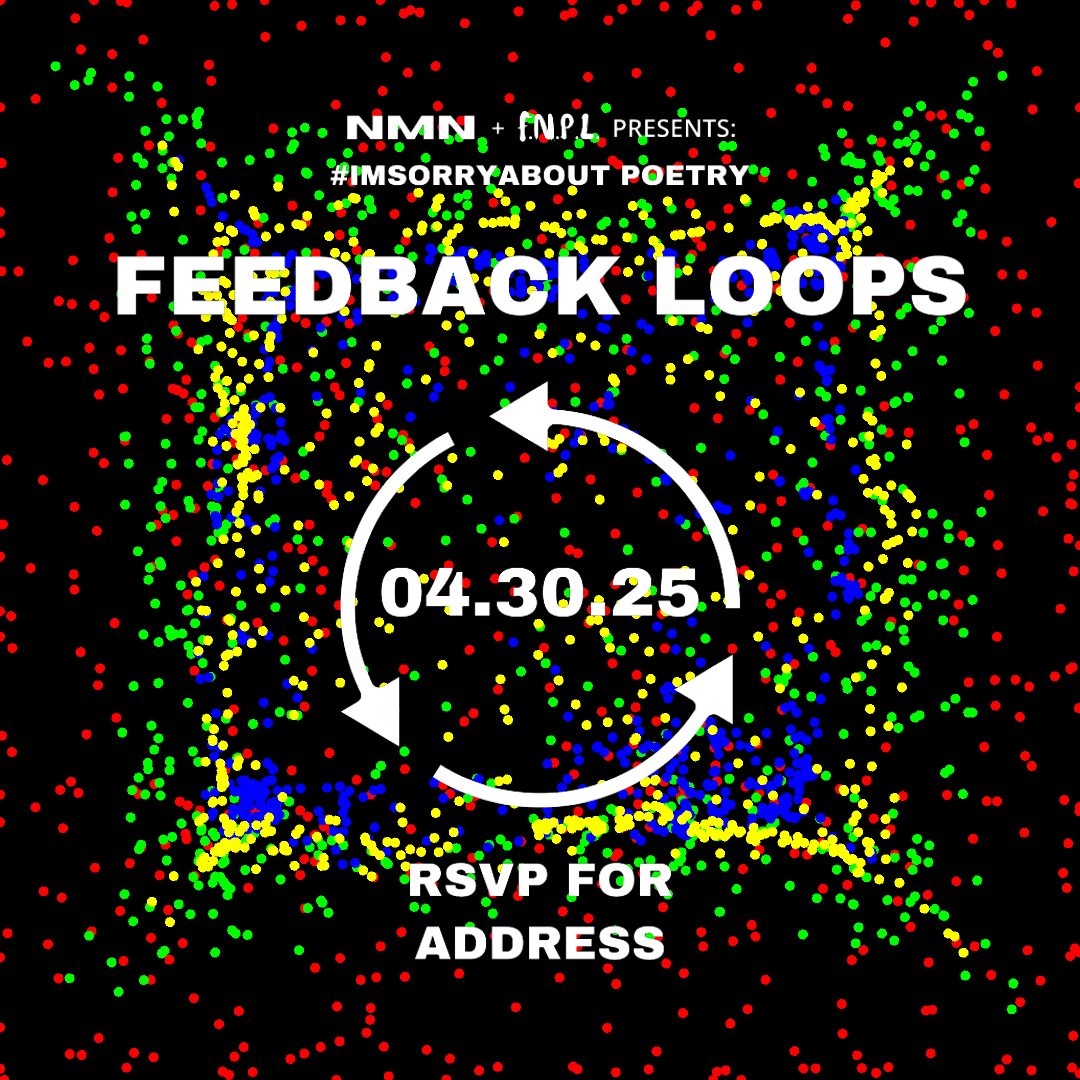 NMN + F.N.P.L. PRESENTS:
#IMSORRYABOUT POETRY
FEEDBACK LOOPS
04.30.25
RSVP FOR
ADDRESS